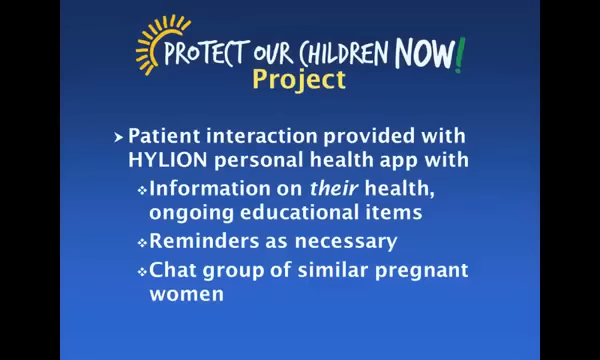 PROTECT OUR CHILDREN NOW!
Project
➤ Patient interaction provided with
HYLION personal health app with
❖Information on their health,
ongoing educational items
❖Reminders as necessary
❖Chat group of similar pregnant
women